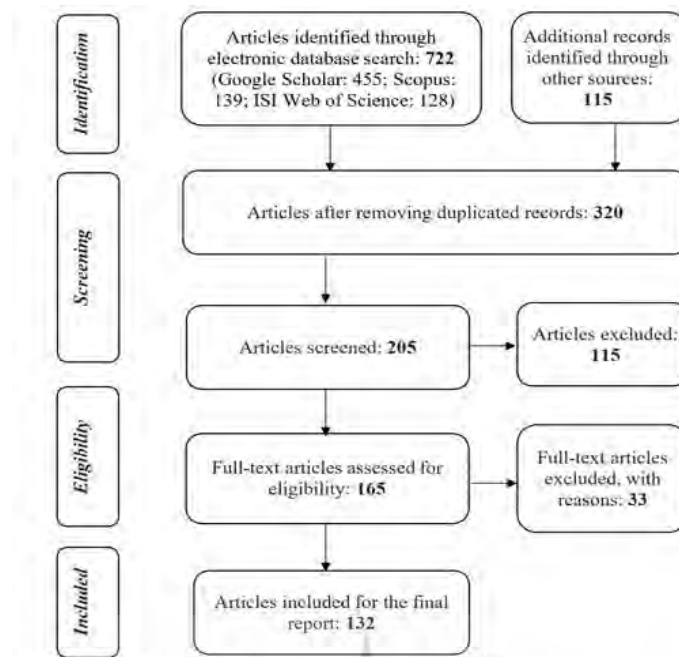 Identification
Articles identified through
electronic database search: 722
(Google Scholar: 455; Scopus:
139; ISI Web of Science: 128)
Additional records
identified through
other sources:
115
Screening
Articles after removing duplicated records: 320
Articles screened: 205
Articles excluded:
115
Eligibility
Full-text articles assessed for
eligibility: 165
Full-text articles
excluded, with
reasons: 33
Included
Articles included for the final
report: 132